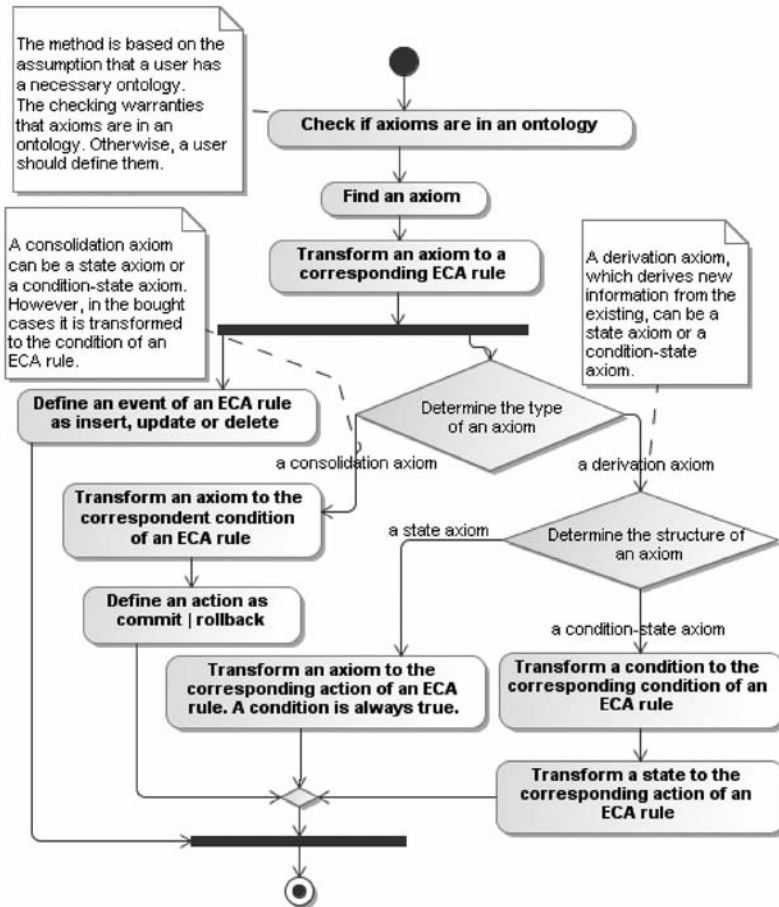 The method is based on the
assumption that a user has
a necessary ontology.
The checking warranties
that axioms are in an
ontology. Otherwise, a user
should define them.
Check if axioms are in an ontology
Find an axiom
Transform an axiom to a
corresponding ECA rule
A consolidation axiom
can be a state axiom or
a condition-state axiom.
However, in the bought
cases it is transformed
to the condition of an
ECA rule.
A derivation axiom,
which derives new
information from the
existing, can be a
state axiom or a
condition-state
axiom.
Define an event of an ECA rule
as insert, update or delete
Determine the type
of an axiom
a consolidation axiom
a derivation axiom
Transform an axiom to the
correspondent condition
of an ECA rule
a state axiom
Determine the structure of
an axiom
Define an action as
commit | rollback
a condition-state axiom
Transform an axiom to the
corresponding action of an ECA
rule. A condition is always true.
Transform a condition to the
corresponding condition of an
ECA rule
Transform a state to the
corresponding action of an ECA
rule